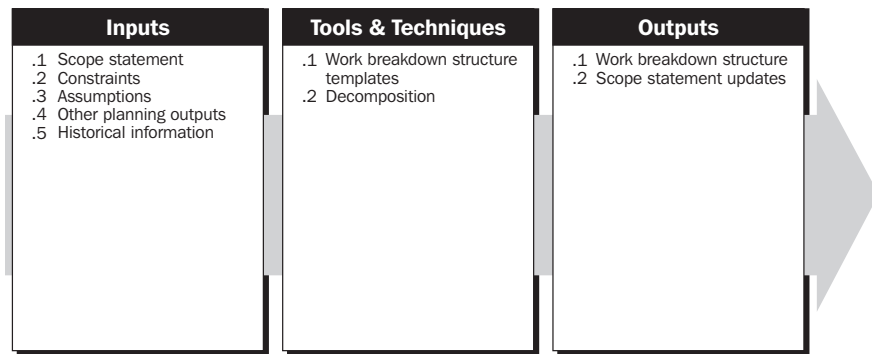 Inputs
.1 Scope statement
.2 Constraints
.3 Assumptions
.4 Other planning outputs
.5 Historical information
Tools & Techniques
.1 Work breakdown structure
templates
.2 Decomposition
Outputs
.1 Work breakdown structure
.2 Scope statement updates